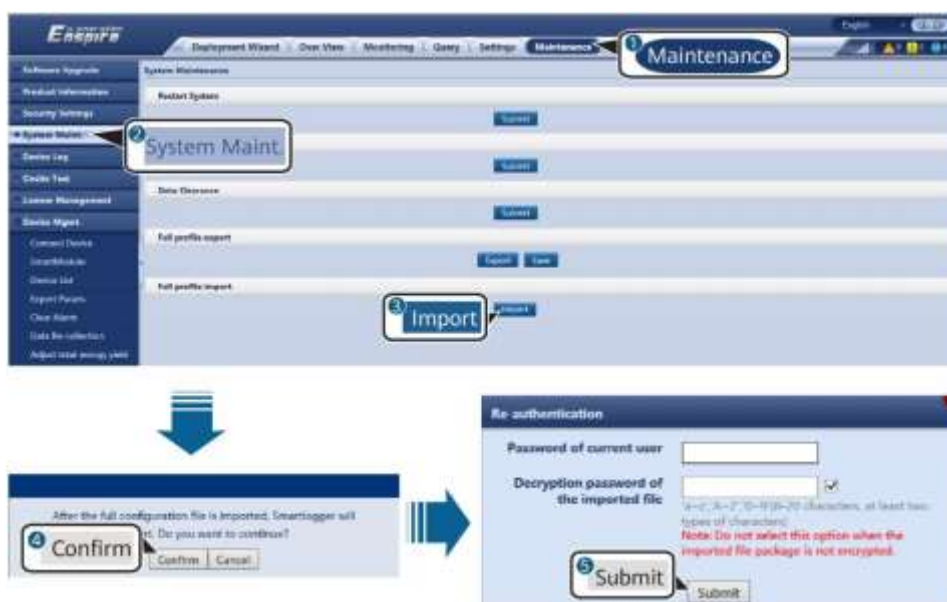 Enspire
English
Deployment Wizard Over View Monitoring Query Settings Maintenance
1 Maintenance
Software Upgrade
System Maintenance
Product Information
Restart System
Security Settings
Submit
System Maint.
2 System Maint.
Device Log
Submit
Onsite Test
Data Clearance
License Management
Submit
Device Mgmt.
Full profile export
Connect Device
SmartModule
Export Save
Device List
Full profile import
Export Param.
3 Import
Import
Clear Alarm
Data Re-collection
Adjust total energy yield
After the full configuration file is imported, Smartlogger will
Do you want to continue?
4 Confirm
Confirm Cancel
Re-authentication
Password of current user
Decryption password of
the imported file
characters, at least two
types of characters)
Note: Do not select this option when the
imported file package is not encrypted.
5 Submit
Submit